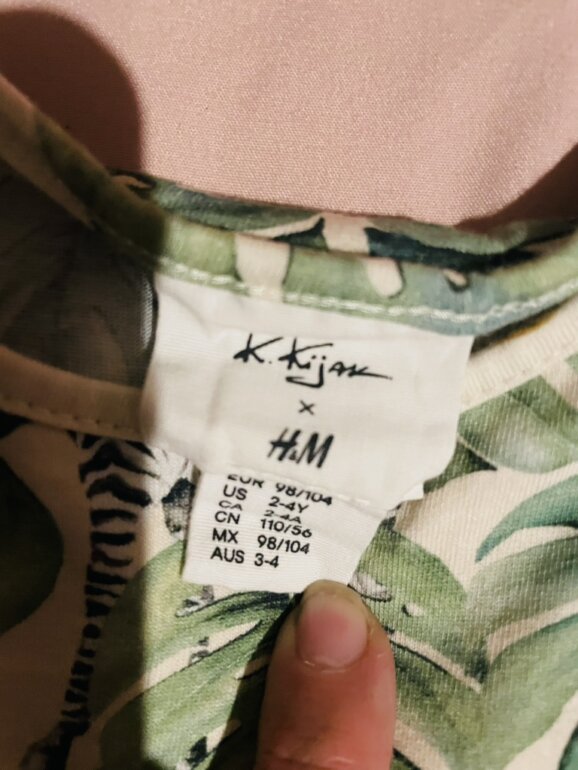 K. Kijak
×
H&M
EUR 98/104
US 2-4Y
CA 2-4A
CN 110/56
MX 98/104
AUS 3-4